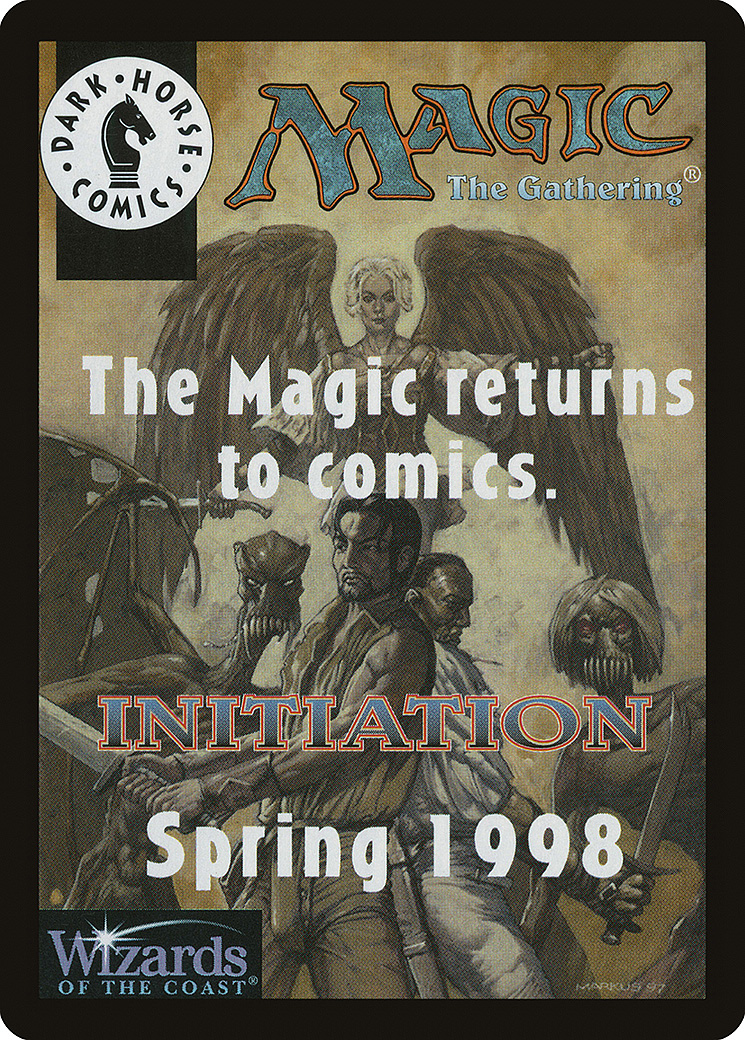 DARK • HORSE
• COMICS •
MAGIC
The Gathering®
The Magic returns
to comics.
INITIATION
Spring 1998
Wizards
OF THE COAST®
MARKUS 97